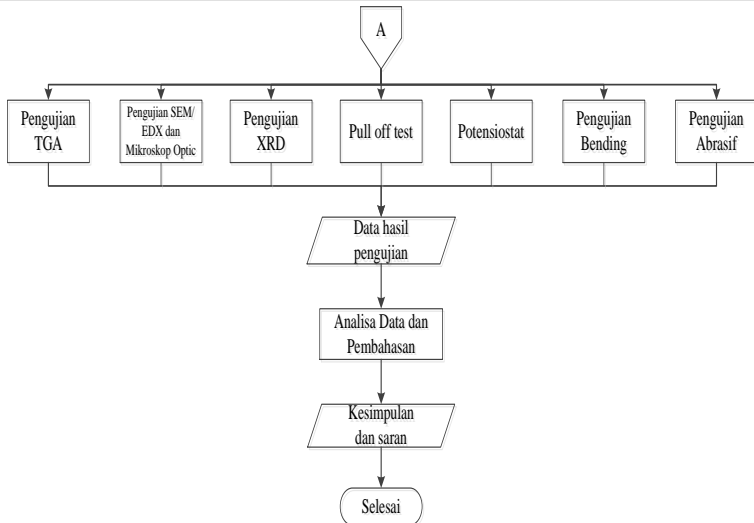 A
Pengujian
TGA
Pengujian SEM/
EDX dan
Mikroskop Optic
Pengujian
XRD
Pull off test
Potensiostat
Pengujian
Bending
Pengujian
Abrasif
Data hasil
pengujian
Analisa Data dan
Pembahasan
Kesimpulan
dan saran
Selesai